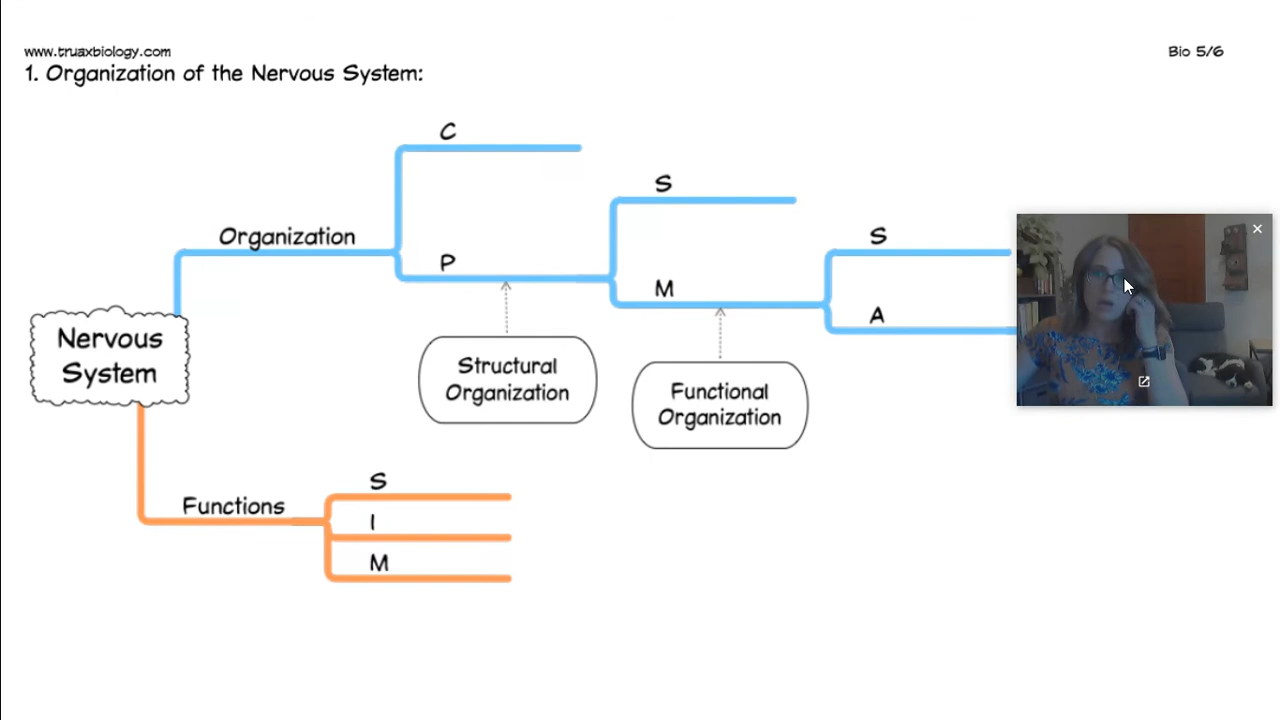 www.truaxbiology.com
Bio 5/6
1. Organization of the Nervous System:
C
S
Organization
S
P
M
A
Nervous
System
Structural
Organization
Functional
Organization
S
Functions
I
M